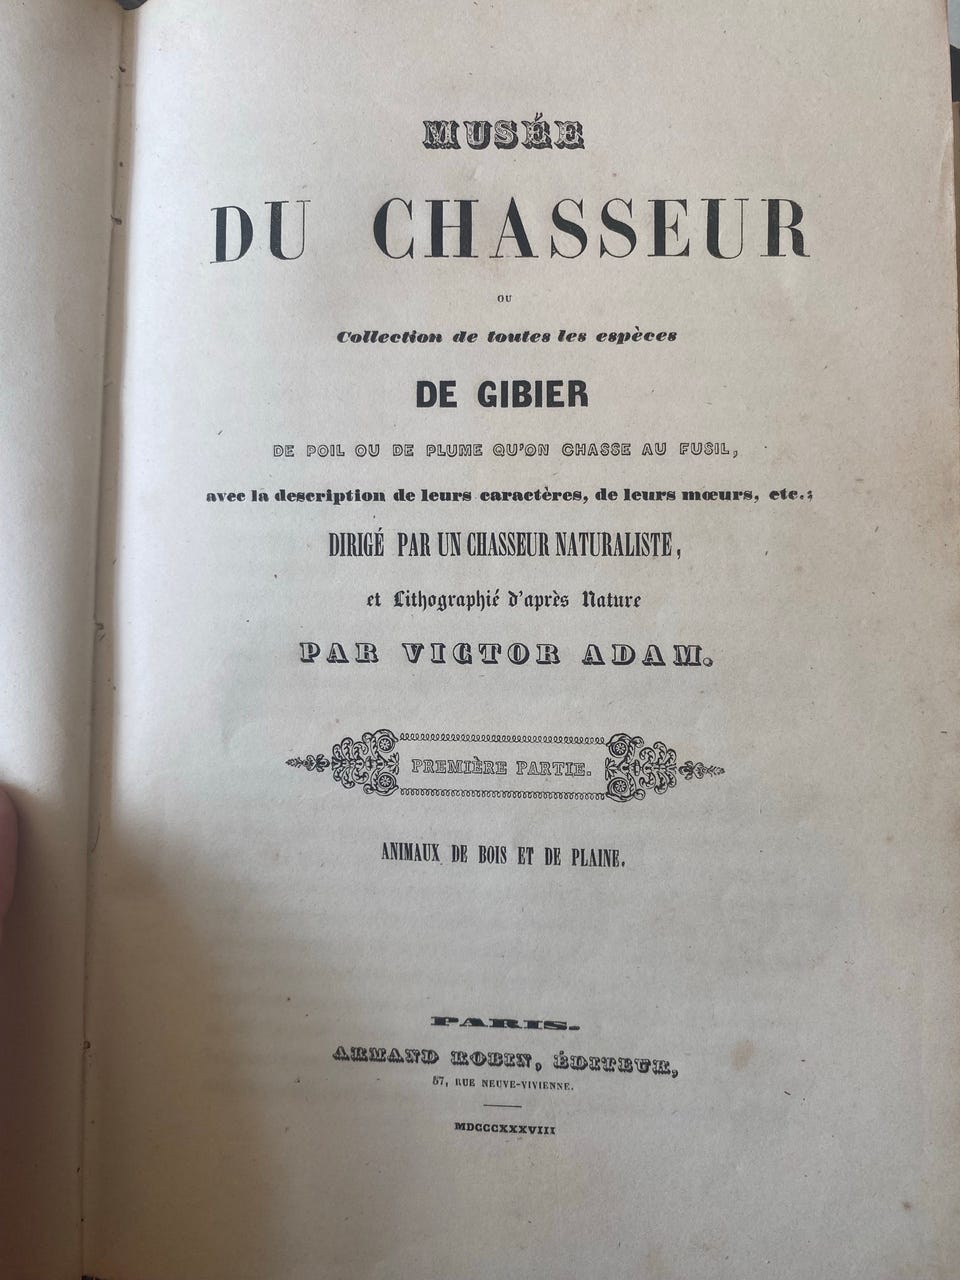 MUSÉE
DU CHASSEUR
OU
Collection de toutes les espèces
DE GIBIER
DE POIL OU DE PLUME QU'ON CHASSE AU FUSIL,
avec la description de leurs caractères, de leurs mœurs, etc.;
DIRIGÉ PAR UN CHASSEUR NATURALISTE,
et Lithographié d'après Nature
PAR VICTOR ADAM.
PREMIÈRE PARTIE.
ANIMAUX DE BOIS ET DE PLAINE.
PARIS.
ARMAND ROBIN, ÉDITEUR,
57, RUE NEUVE-VIVIENNE.
MDCCCXXXVIII